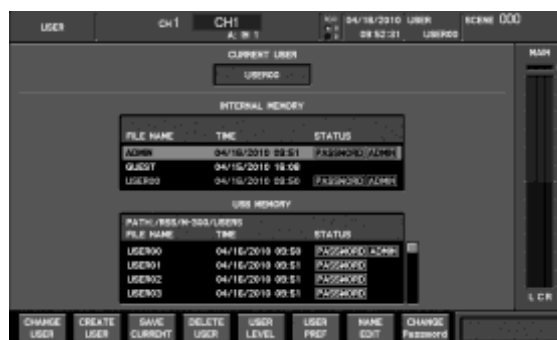 USER CH 1 CH1 04/16/2010 USER SCENE 000
A: 1 09:52:31 USER00
CURRENT USER MAIN
USER00
INTERNAL MEMORY
FILE NAME TIME STATUS
ADMIN 04/16/2010 09:51 PASSWORD ADMIN
GUEST 04/15/2010 18:08
USER00 04/16/2010 09:50 PASSWORD ADMIN
USB MEMORY
PATH:/RSS/M-300/USERS
FILE NAME TIME STATUS
USER00 04/16/2010 09:50 PASSWORD ADMIN
USER01 04/16/2010 09:51 PASSWORD
USER02 04/16/2010 09:51 PASSWORD
USER03 04/16/2010 09:51 PASSWORD
L C R
CHANGE USER
CREATE USER
SAVE CURRENT
DELETE USER
USER LEVEL
USER PREF
NAME EDIT
CHANGE Password